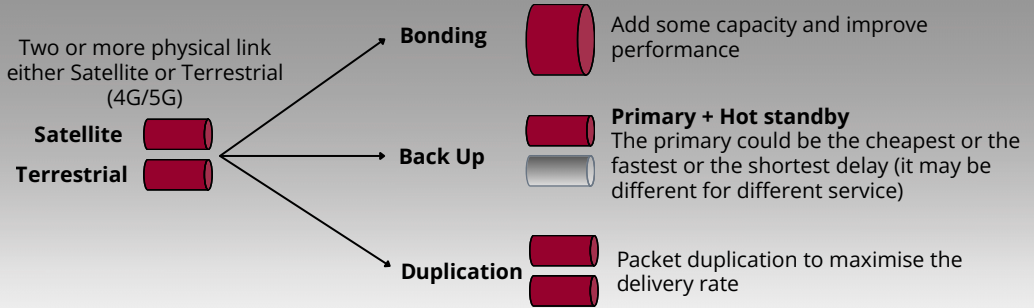 Two or more physical link
either Satellite or Terrestrial
(4G/5G)
Satellite
Terrestrial
Bonding
Add some capacity and improve
performance
Back Up
Primary + Hot standby
The primary could be the cheapest or the
fastest or the shortest delay (it may be
different for different service)
Duplication
Packet duplication to maximise the
delivery rate